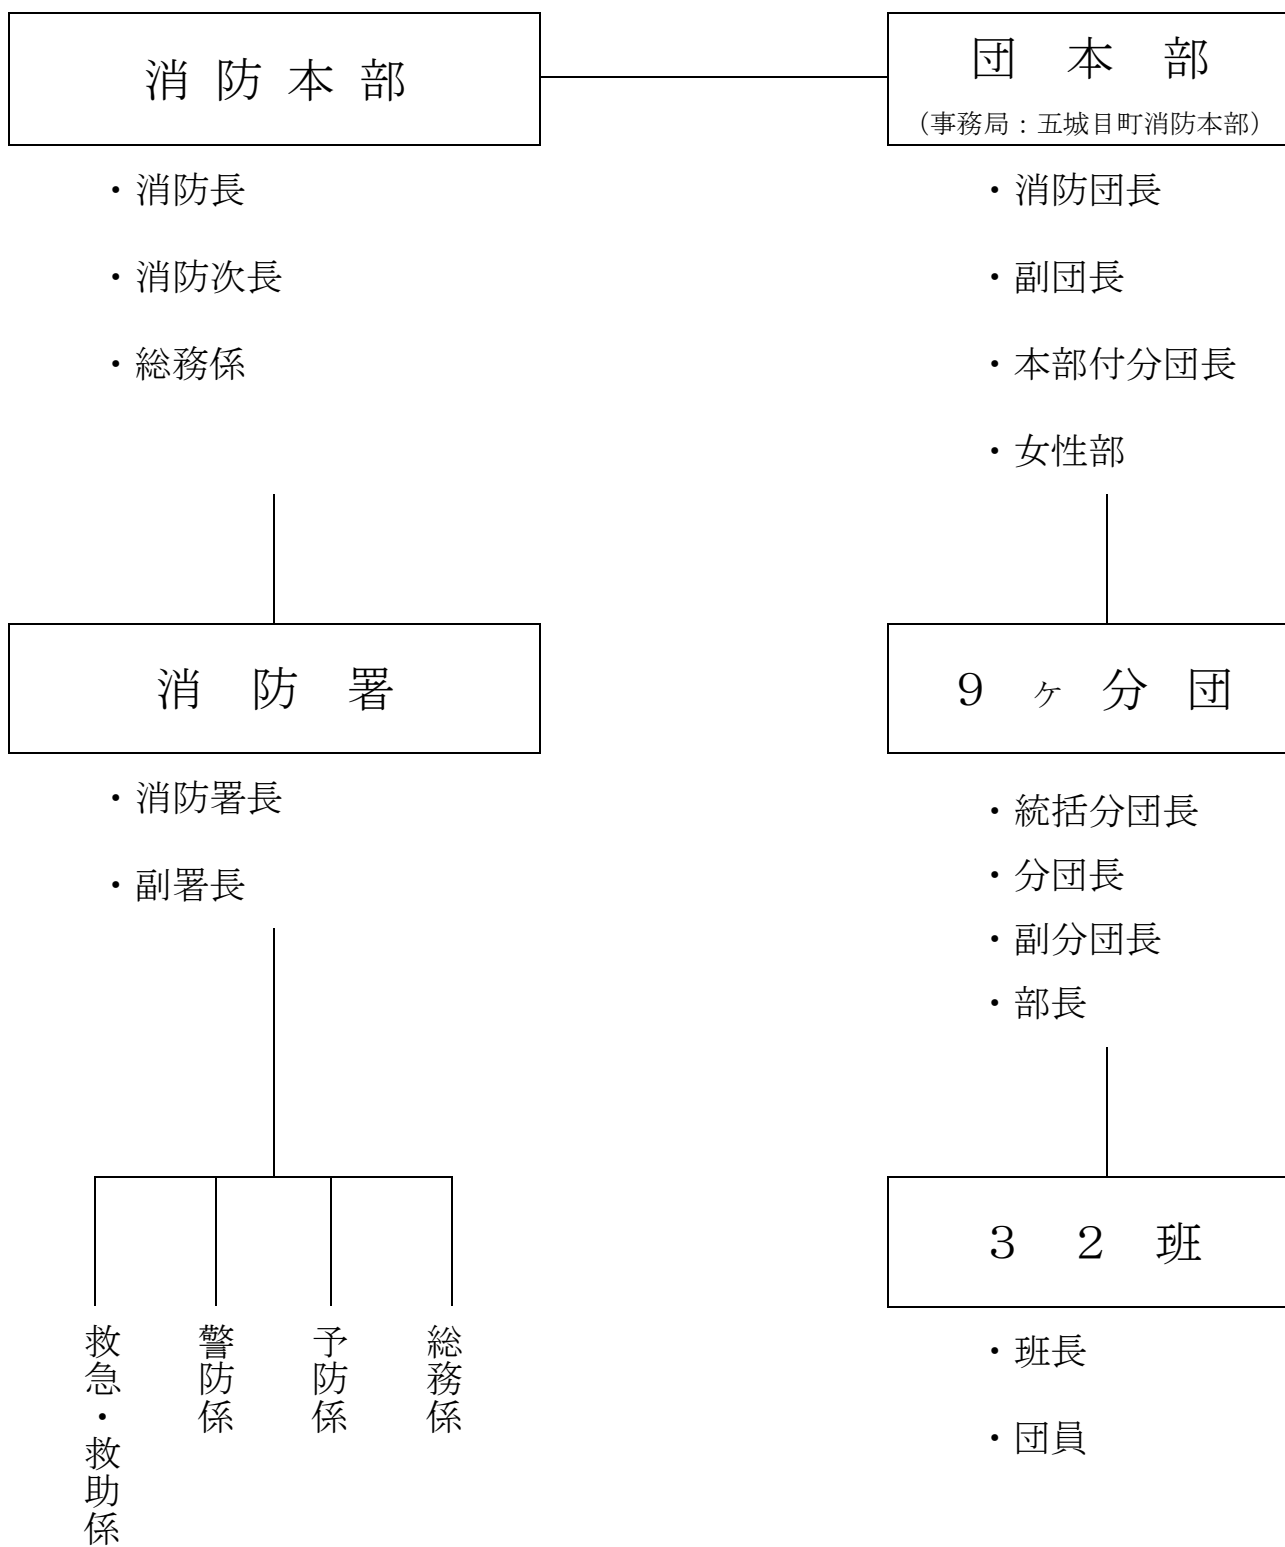 消防本部
・消防長
・消防次長
・総務係
消防署
・消防署長
・副署長
救急・救助係
警防係
予防係
総務係
団本部
（事務局：五城目町消防本部）
・消防団長
・副団長
・本部付分団長
・女性部
９ヶ分団
・統括分団長
・分団長
・副分団長
・部長
３２班
・班長
・団員